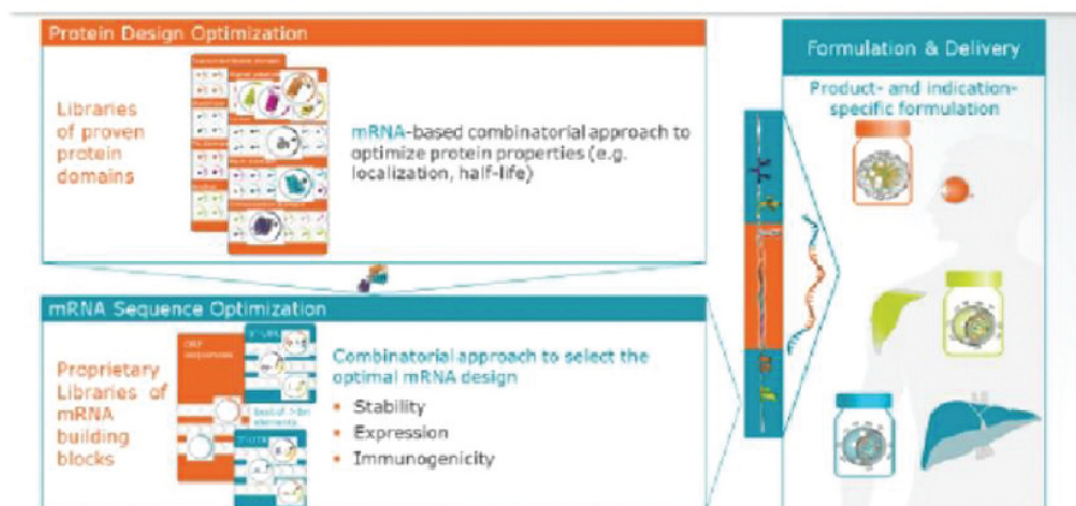 Protein Design Optimization
Libraries
of proven
protein
domains
mRNA-based combinatorial approach to
optimize protein properties (e.g.
localization, half-life)
mRNA Sequence Optimization
Proprietary
Libraries of
mRNA
building
blocks
ORF
sequences
Combinatorial approach to select the
optimal mRNA design
• Stability
• Expression
• Immunogenicity
Formulation & Delivery
Product- and indication-
specific formulation